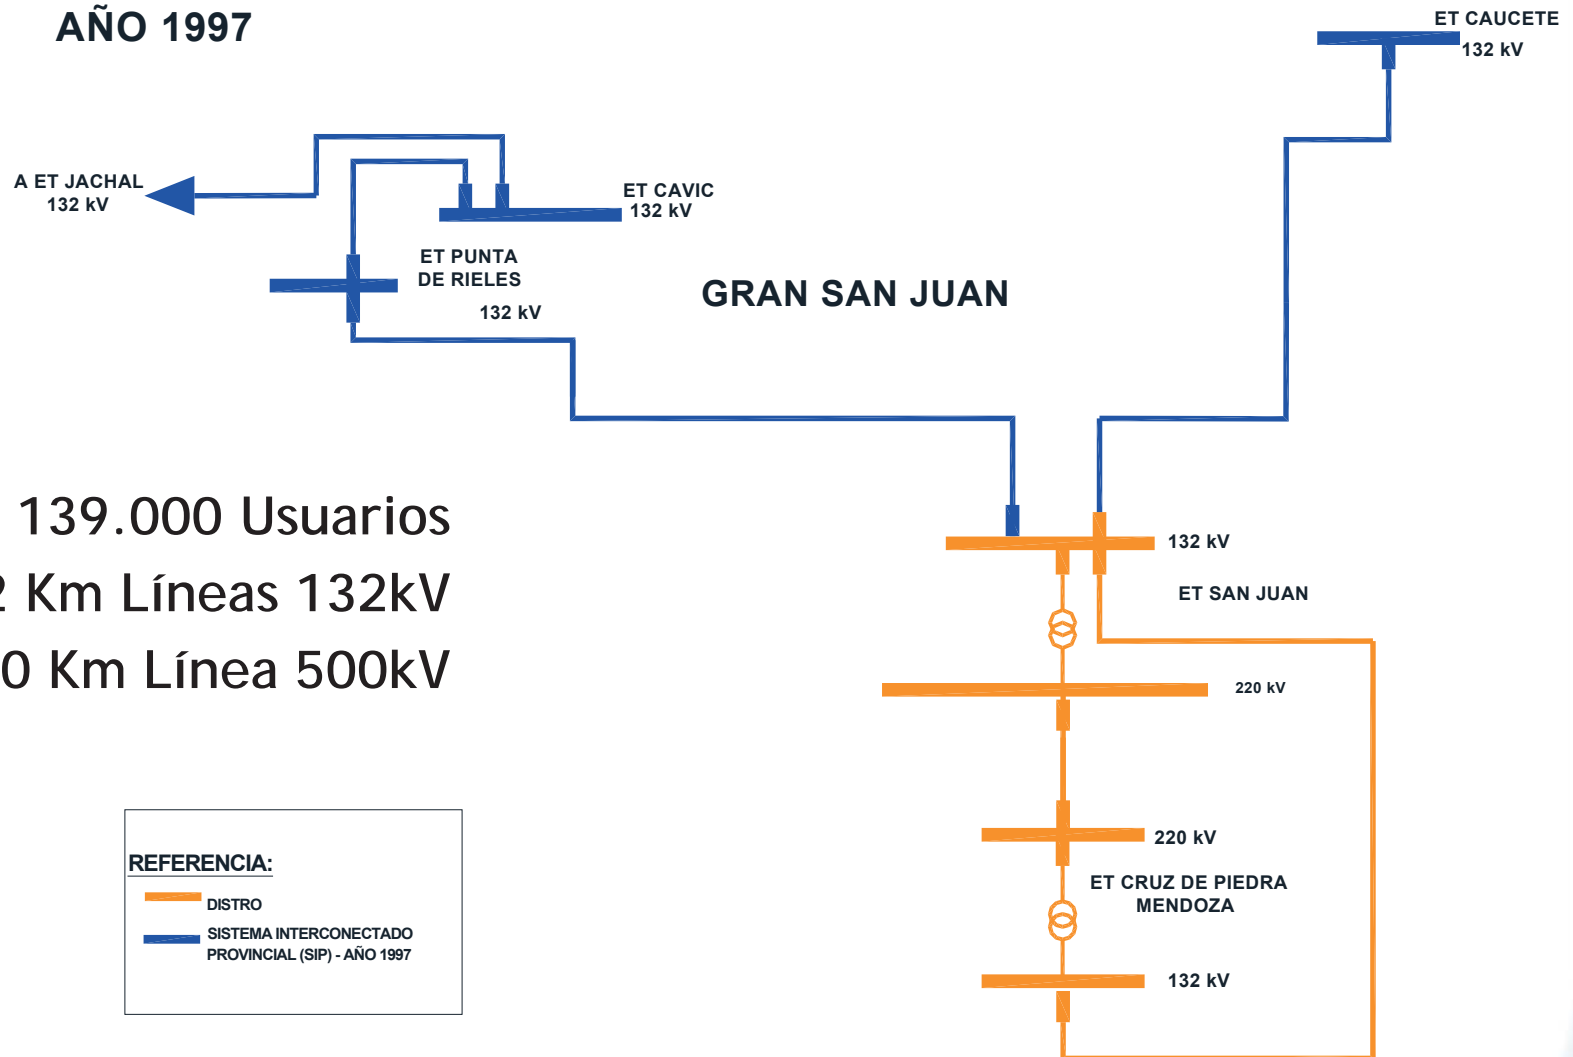 AÑO 1997
ET CAUCETE
132 kV
A ET JACHAL
132 kV
ET CAVIC
132 kV
ET PUNTA
DE RIELES
132 kV
GRAN SAN JUAN
139.000 Usuarios
2 Km Líneas 132kV
0 Km Línea 500kV
132 kV
ET SAN JUAN
220 kV
220 kV
ET CRUZ DE PIEDRA
MENDOZA
132 kV
REFERENCIA:
DISTRO
SISTEMA INTERCONECTADO
PROVINCIAL (SIP) - AÑO 1997